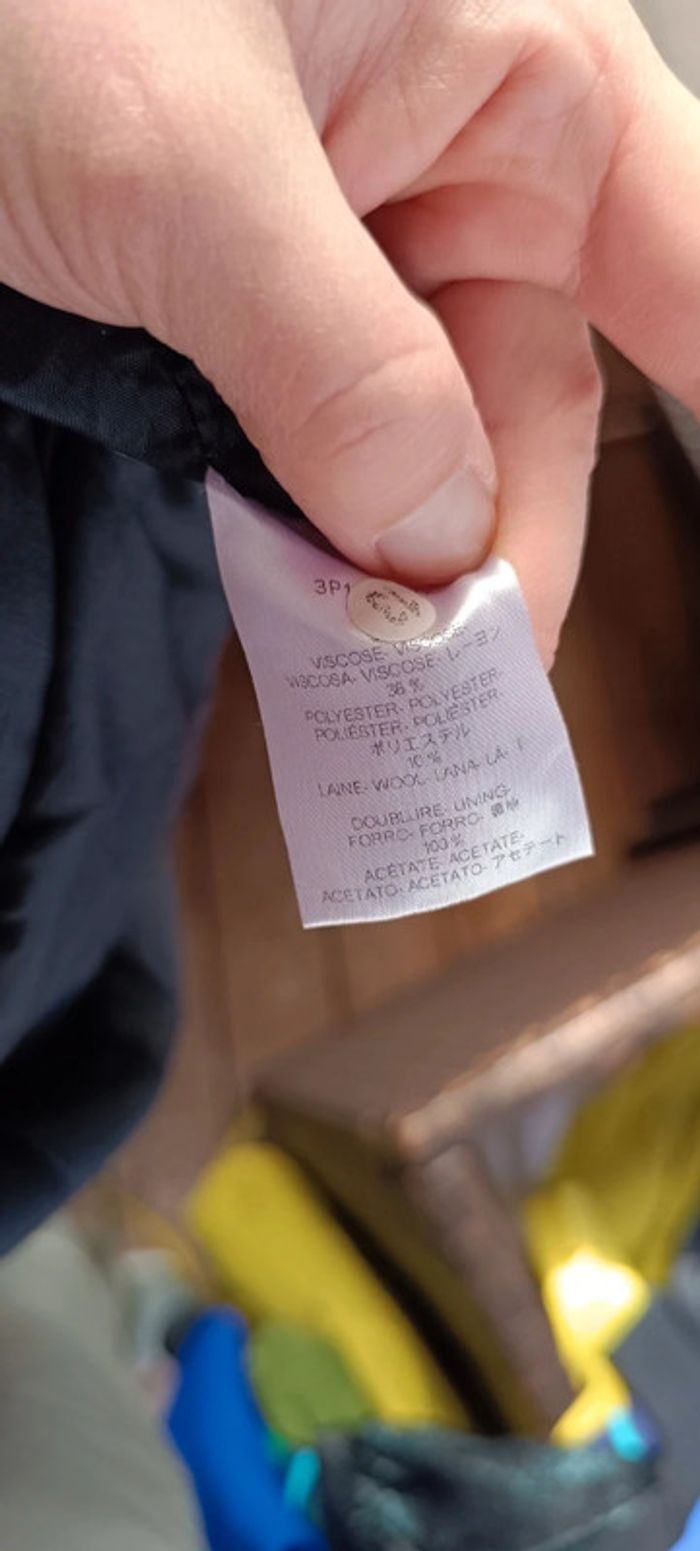 3P1
VISCOSE-
VISCOSA- VISCOSE- レーヨン
36 %
POLYESTER- POLYESTER-
POLIÉSTER- POLIÉSTER-
ポリエステル
10 %
LAINE- WOOL- LANA- LÃ-
DOUBLURE- LINING-
FORRO- FORRO-
100 %
ACÉTATE- ACETATE-
ACETATO- ACETATO- アセテート